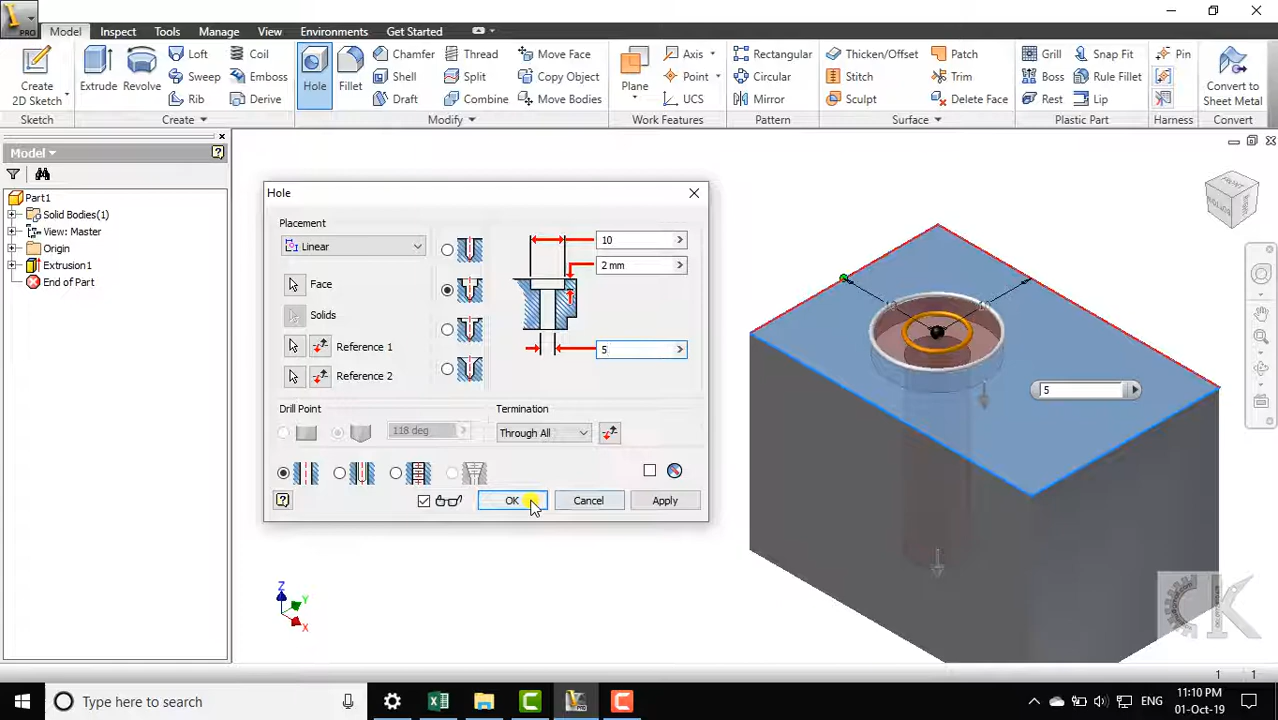 PRO
Model Inspect Tools Manage View Environments Get Started
Create
2D Sketch
Sketch
Extrude Revolve Loft Sweep Rib Coil Emboss Derive
Create
Hole Fillet Chamfer Shell Draft Thread Split Combine Move Face Copy Object Move Bodies
Modify
Plane Axis Point UCS
Work Features
Rectangular Circular Mirror
Pattern
Thicken/Offset Stitch Sculpt Patch Trim Delete Face
Surface
Grill Boss Rest Snap Fit Rule Fillet Lip
Plastic Part
Pin
Harness
Convert to
Sheet Metal
Convert
Model
Part1
Solid Bodies(1)
View: Master
Origin
Extrusion1
End of Part
Hole
Placement
Linear
Face
Solids
Reference 1
Reference 2
10
2 mm
5
Drill Point
118 deg
Termination
Through All
OK Cancel Apply
5
FRONT
Z
Y
X
1 1
Type here to search
ENG
11:10 PM
01-Oct-19